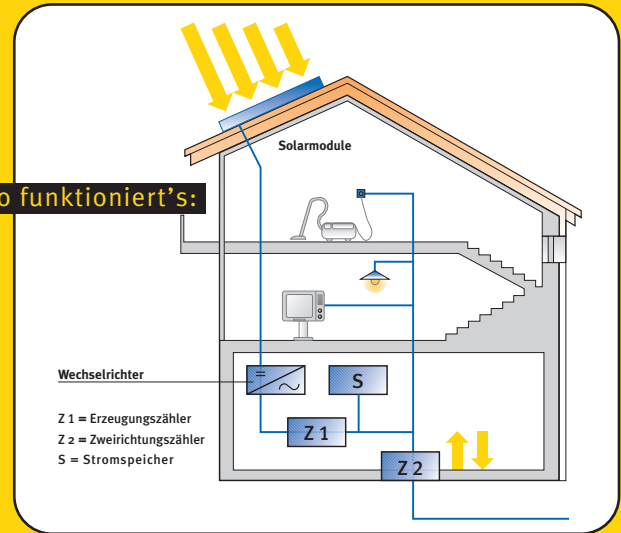 Solarmodule
o funktioniert's:
Wechselrichter
S
Z 1 = Erzeugungszähler
Z 1
Z 2 = Zweirichtungszähler
S = Stromspeicher
Z 2